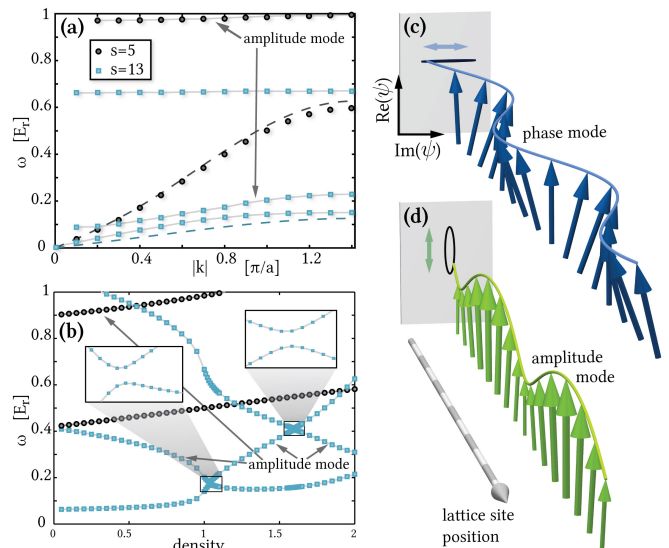 (a)
amplitude mode
s=5
s=13
ω [E_r]
1
0.8
0.6
0.4
0.2
0
0 0.4 0.8 1.2
|k| [π/a]
(b)
ω [E_r]
1
0.8
0.6
0.4
0.2
0
amplitude mode
0 0.5 1 1.5 2
density
(c)
Re(ψ)
Im(ψ)
phase mode
(d)
amplitude
mode
lattice site
position